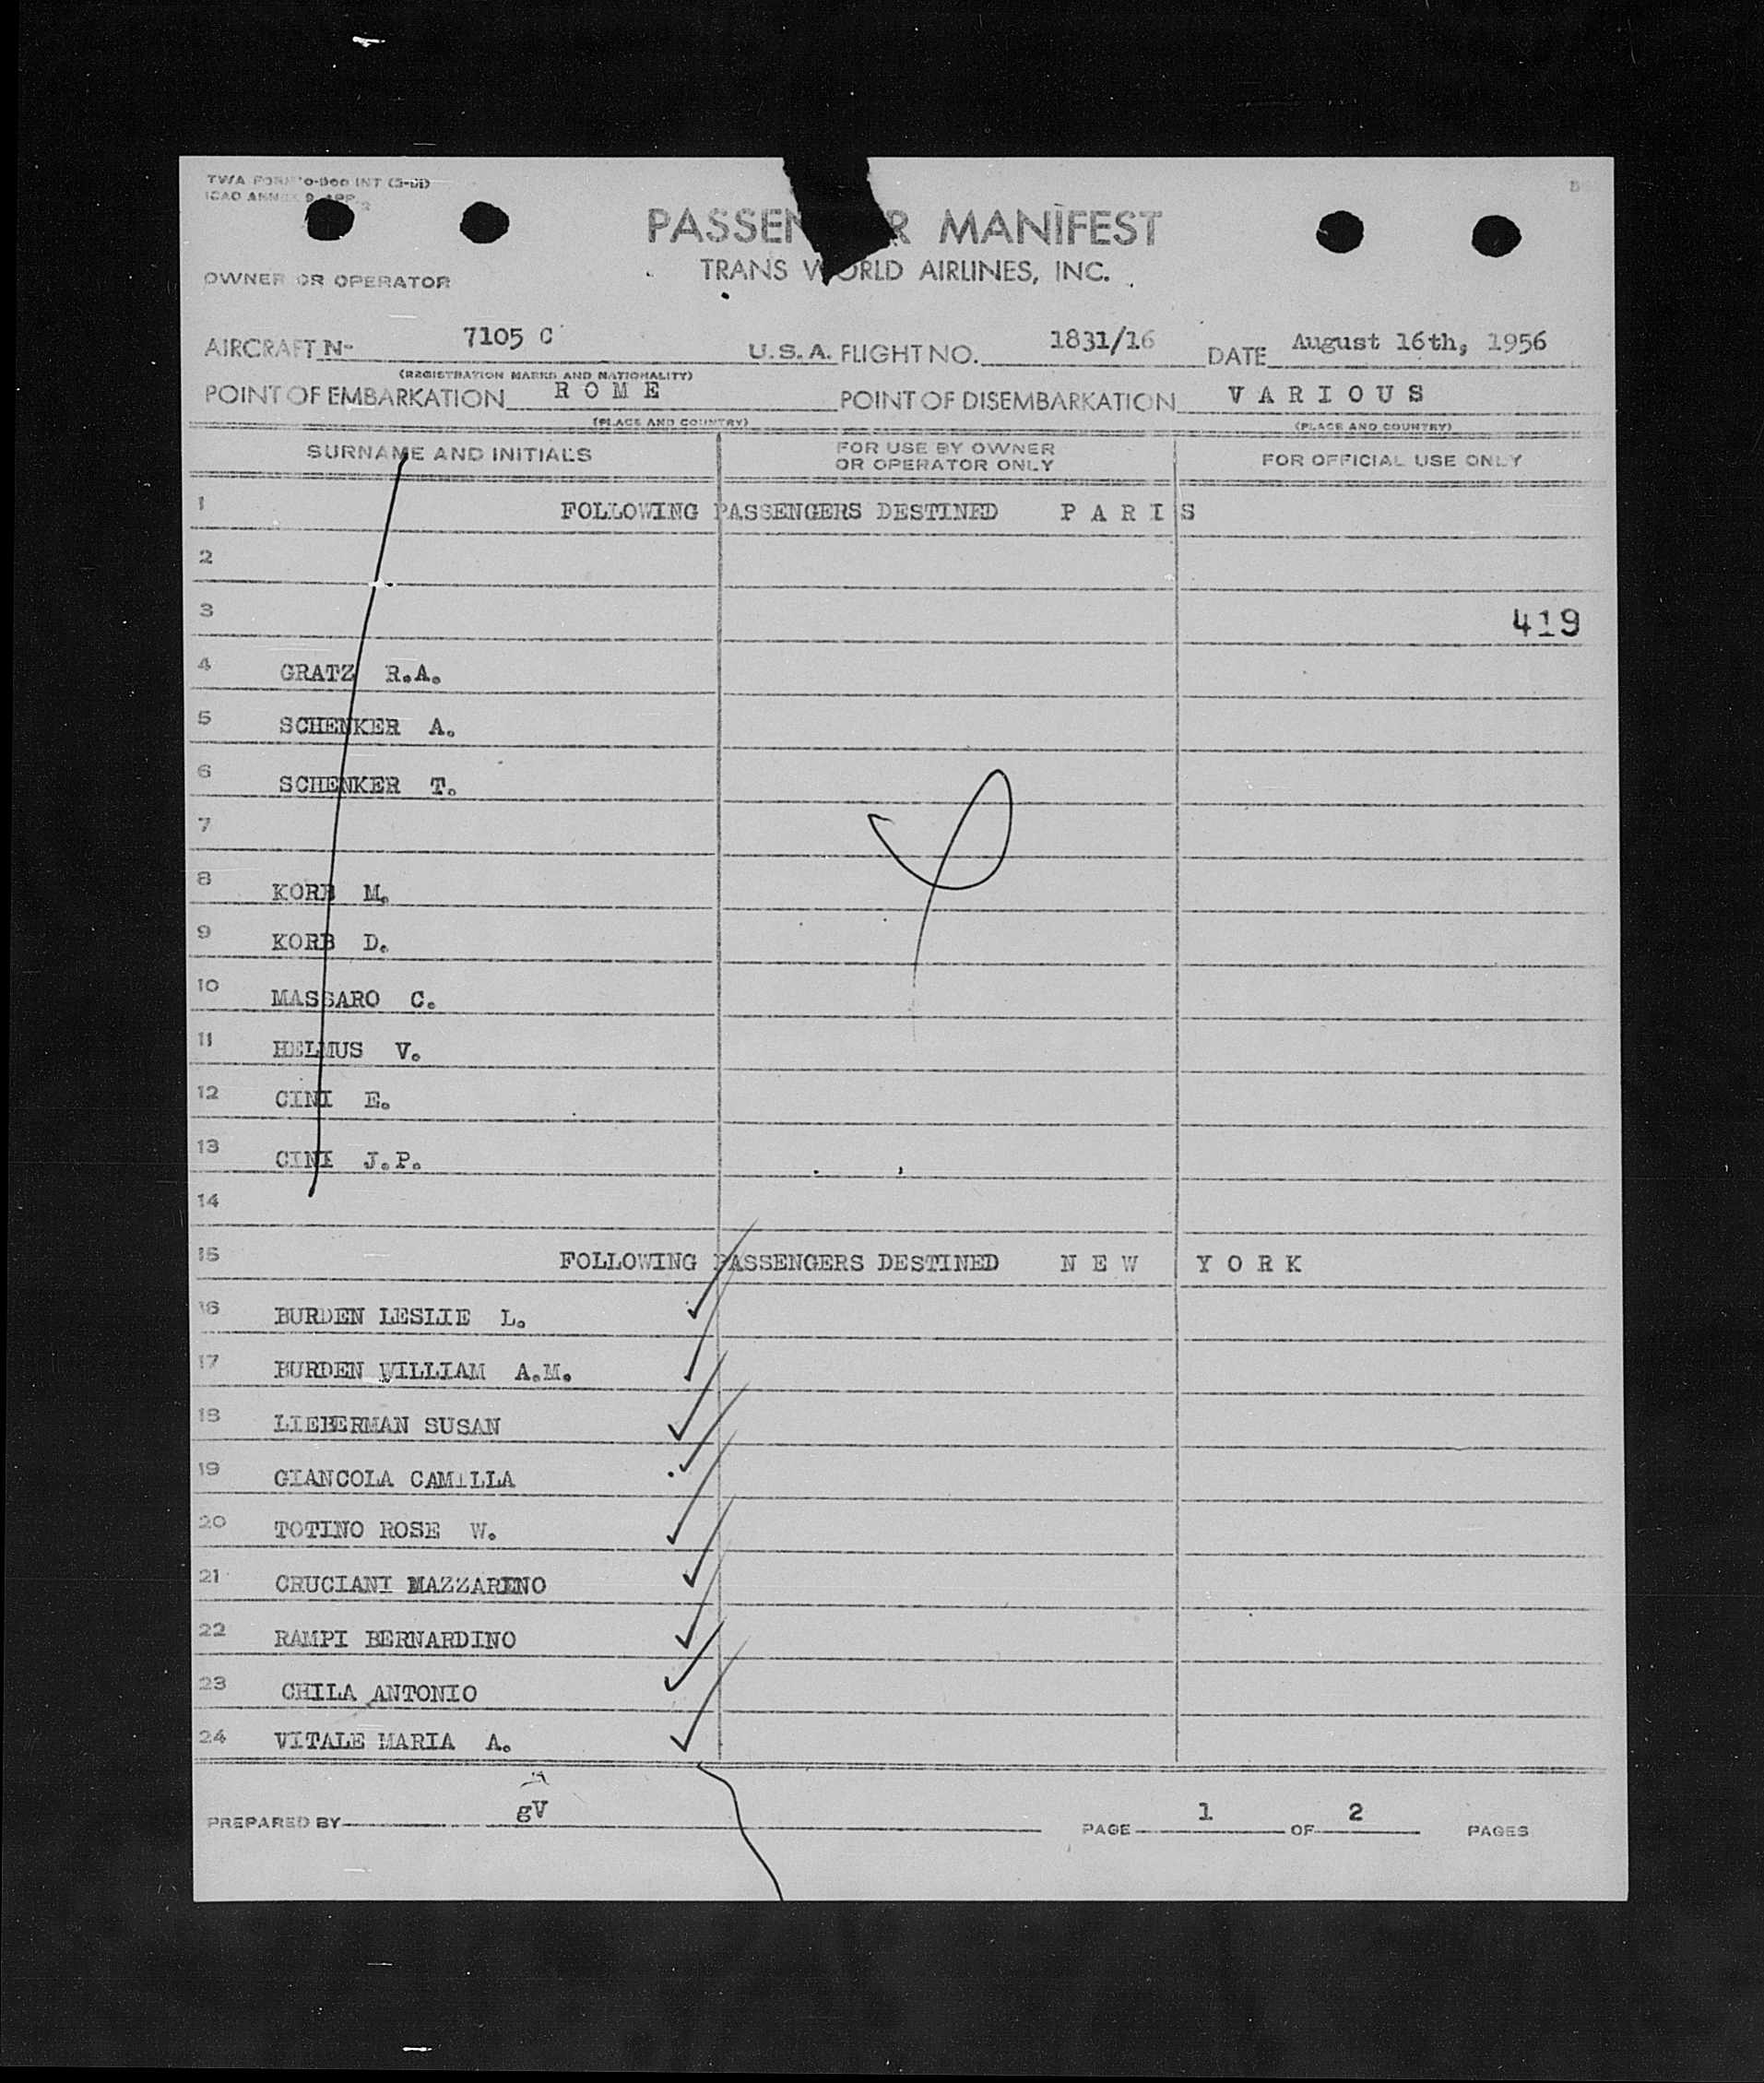 OWNER OR OPERATOR
MANIFEST
TRANS WORLD AIRLINES, INC.
AIRCRAFT No 7105 C U.S.A. FLIGHT NO. 1831/16 DATE August 16th, 1956
(REGISTRATION MARKS AND NATIONALITY)
POINT OF EMBARKATION R O M E POINT OF DISEMBARKATION V A R I O U S
(PLACE AND COUNTRY) (PLACE AND COUNTRY)
SURNAME AND INITIALS FOR USE BY OWNER OR OPERATOR ONLY FOR OFFICIAL USE ONLY
1 FOLLOWING PASSENGERS DESTINED P A R I S
2
3 419
4 GRATZ R.A.
5 SCHENKER A.
6 SCHENKER T.
7
8 KORB M.
9 KORB D.
10 MASSARO C.
11 HELMUS V.
12 CINI E.
13 CINI J.P.
14
15 FOLLOWING PASSENGERS DESTINED N E W Y O R K
16 BURDEN LESLIE L.
17 BURDEN WILLIAM A.M.
18 LIEBERMAN SUSAN
19 GIANCOLA CAMILLA
20 TOTINO ROSE W.
21 CRUCIANI MAZZARENO
22 RAMPI BERNARDINO
23 CHILA ANTONIO
24 VITALE MARIA A.
PREPARED BY gV PAGE 1 OF 2 PAGES